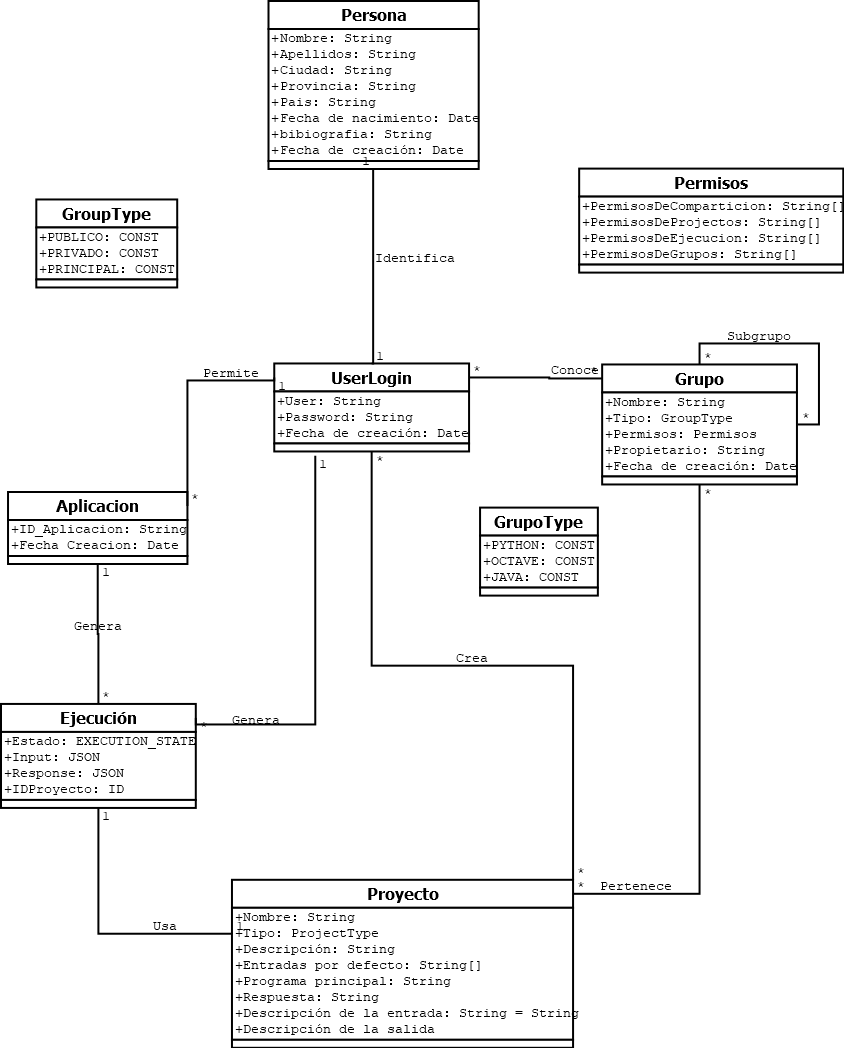 Persona
+Nombre: String
+Apellidos: String
+Ciudad: String
+Provincia: String
+Pais: String
+Fecha de nacimiento: Date
+bibiografia: String
+Fecha de creación: Date
1
Permisos
+PermisosDeComparticion: String[]
+PermisosDeProjectos: String[]
+PermisosDeEjecucion: String[]
+PermisosDeGrupos: String[]
GroupType
+PUBLICO: CONST
+PRIVADO: CONST
+PRINCIPAL: CONST
Identifica
1
Subgrupo
*
*
Permite
1
*
Conoce
*
*
UserLogin
+User: String
+Password: String
+Fecha de creación: Date
Grupo
+Nombre: String
+Tipo: GroupType
+Permisos: Permisos
+Propietario: String
+Fecha de creación: Date
1
*
*
Aplicacion
+ID_Aplicacion: String
+Fecha Creacion: Date
1
GrupoType
+PYTHON: CONST
+OCTAVE: CONST
+JAVA: CONST
Genera
*
Crea
Ejecución
+Estado: EXECUTION_STATE
+Input: JSON
+Response: JSON
+IDProyecto: ID
*
Genera
1
*
*
Pertenece
Usa
1
Proyecto
+Nombre: String
+Tipo: ProjectType
+Descripción: String
+Entradas por defecto: String[]
+Programa principal: String
+Respuesta: String
+Descripción de la entrada: String = String
+Descripción de la salida